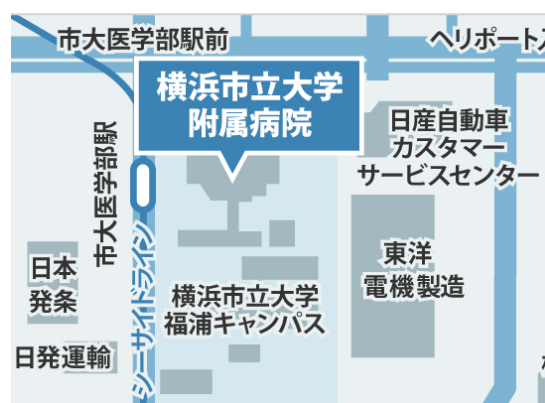 市大医学部駅前
ヘリポート入
横浜市立大学
附属病院
日産自動車
カスタマー
サービスセンター
市大医学部駅
シーサイドライン
日本
発条
東洋
電機製造
横浜市立大学
福浦キャンパス
日発運輸